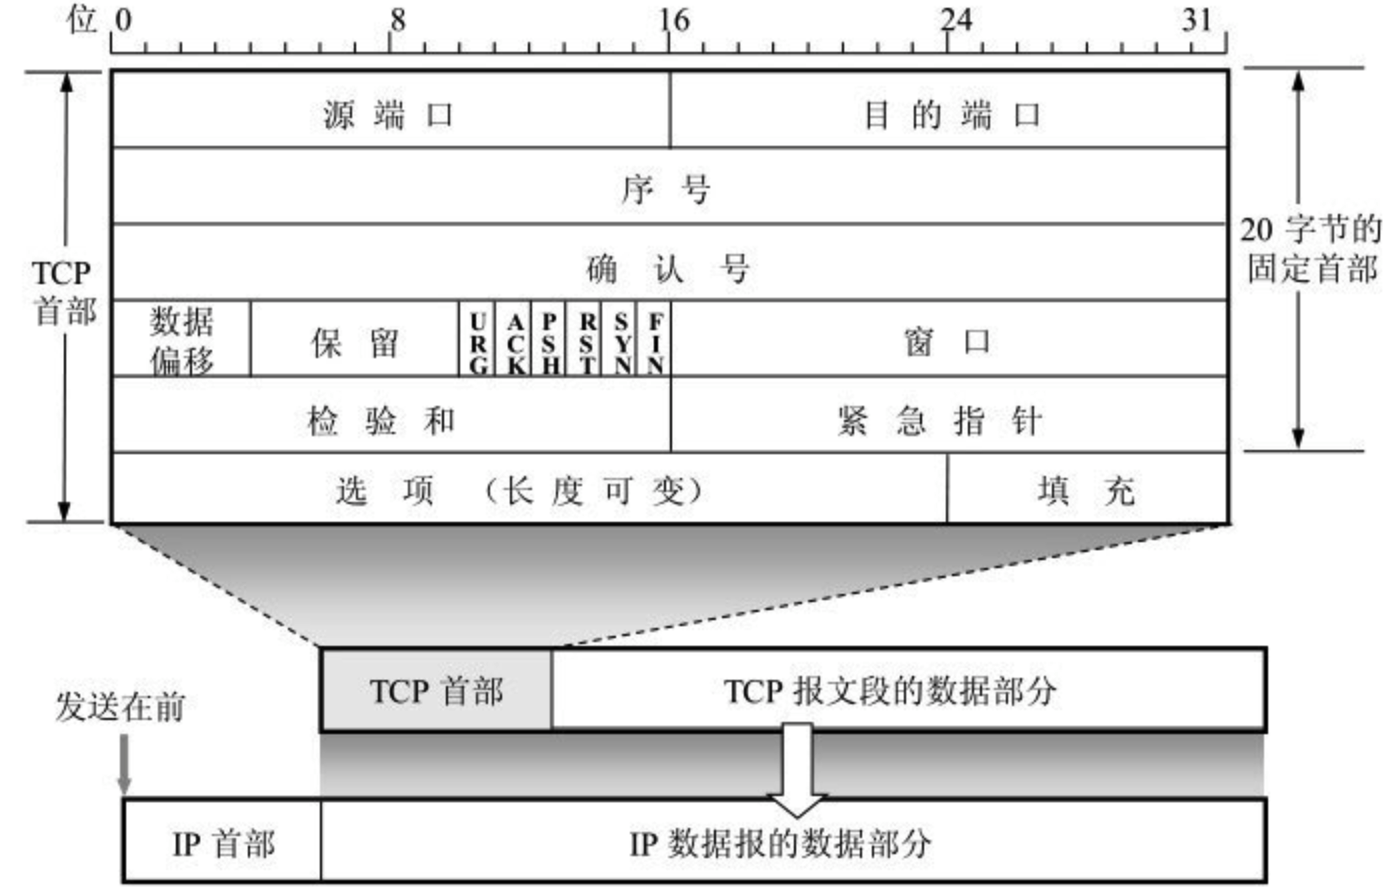 位 0 8 16 24 31
源端口 目的端口
序号
确认号
TCP
首部
20 字节的
固定首部
数据
偏移
保留
URG
ACK
PSH
RST
SYN
FIN
窗口
检验和 紧急指针
选项 （长度可变） 填充
TCP 首部 TCP 报文段的数据部分
发送在前
IP 首部 IP 数据报的数据部分